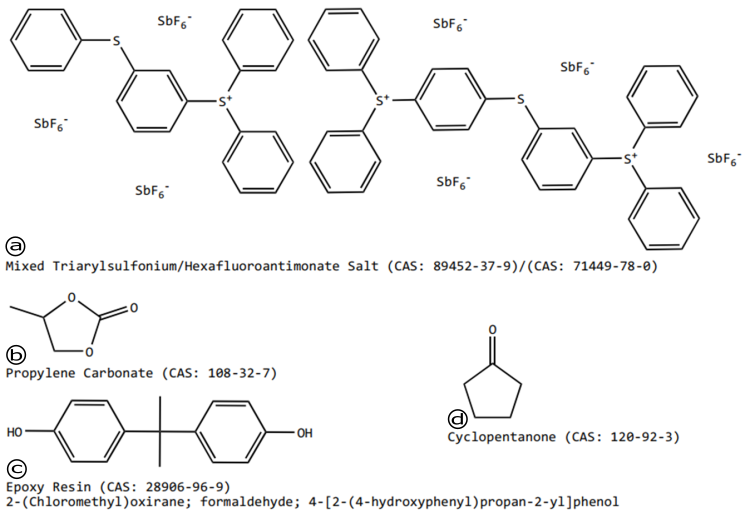 SbF6-
SbF6-
S
SbF6-
S+
S+
S
SbF6-
S+
SbF6-
SbF6-
SbF6-
ⓐ
Mixed Triarylsulfonium/Hexafluoroantimonate Salt (CAS: 89452-37-9)/(CAS: 71449-78-0)
O
O
O
ⓑ
Propylene Carbonate (CAS: 108-32-7)
O
ⓓ
Cyclopentanone (CAS: 120-92-3)
HO
OH
ⓒ
Epoxy Resin (CAS: 28906-96-9)
2-(Chloromethyl)oxirane; formaldehyde; 4-[2-(4-hydroxyphenyl)propan-2-yl]phenol